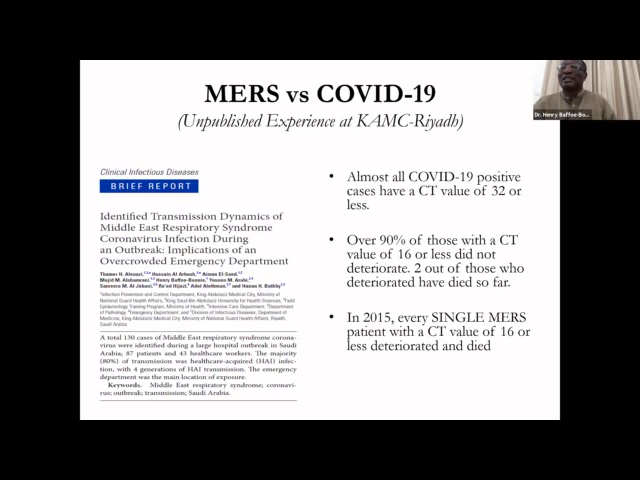 MERS vs COVID-19
(Unpublished Experience at KAMC-Riyadh)
Clinical Infectious Diseases
BRIEF REPORT
Identified Transmission Dynamics of
Middle East Respiratory Syndrome
Coronavirus Infection During
an Outbreak: Implications of an
Overcrowded Emergency Department
A total 130 cases of Middle East respiratory syndrome corona-
virus were identified during a large hospital outbreak in Saudi
Arabia; 87 patients and 43 healthcare workers. The majority
(80%) of transmission was healthcare-acquired (HAI) infec-
tion, with 4 generations of HAI transmission. The emergency
department was the main location of exposure.
Keywords. Middle East respiratory syndrome; coronavi-
rus; outbreak; transmission; Saudi Arabia.
• Almost all COVID-19 positive
cases have a CT value of 32 or
less.
• Over 90% of those with a CT
value of 16 or less did not
deteriorate. 2 out of those who
deteriorated have died so far.
• In 2015, every SINGLE MERS
patient with a CT value of 16 or
less deteriorated and died
Dr. Henry Baffoe-Bo...